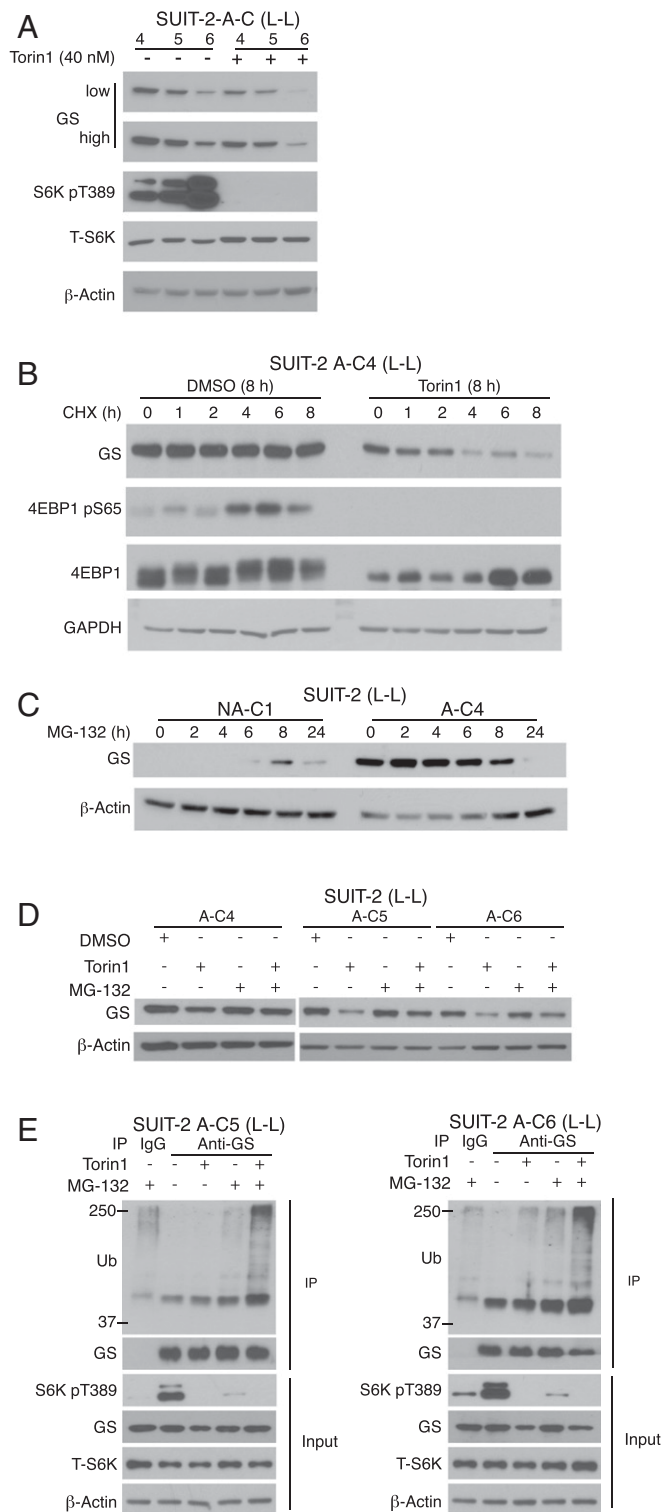 A
SUIT-2-A-C (L-L)
4 5 6 4 5 6
Torin1 (40 nM) - - - + + +
low
GS
high
S6K pT389
T-S6K
β-Actin
B
SUIT-2 A-C4 (L-L)
DMSO (8 h) Torin1 (8 h)
CHX (h) 0 1 2 4 6 8 0 1 2 4 6 8
GS
4EBP1 pS65
4EBP1
GAPDH
C
SUIT-2 (L-L)
NA-C1 A-C4
MG-132 (h) 0 2 4 6 8 24 0 2 4 6 8 24
GS
β-Actin
D
SUIT-2 (L-L)
A-C4 A-C5 A-C6
DMSO + - - - + - - - + - - -
Torin1 - + - + - + - + - + - +
MG-132 - - + + - - + + - - + +
GS
β-Actin
E
SUIT-2 A-C5 (L-L)
IP IgG Anti-GS
Torin1 - - + - +
MG-132 + - - + +
250
Ub
37
IP
GS
S6K pT389
GS
Input
T-S6K
β-Actin
SUIT-2 A-C6 (L-L)
IP IgG Anti-GS
Torin1 - - + - +
MG-132 + - - + +
250
Ub
37
IP
GS
S6K pT389
GS
Input
T-S6K
β-Actin